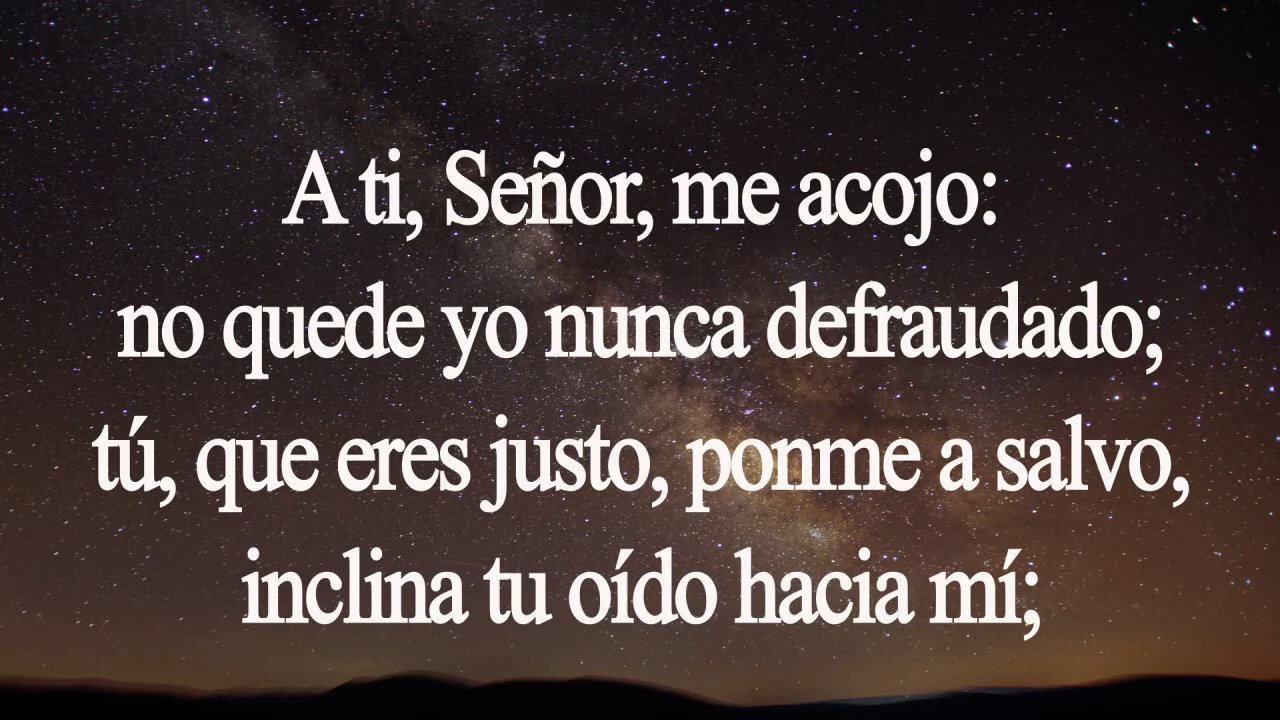 A ti, Señor, me acojo:
no quede yo nunca defraudado;
tú, que eres justo, ponme a salvo,
inclina tu oído hacia mí;